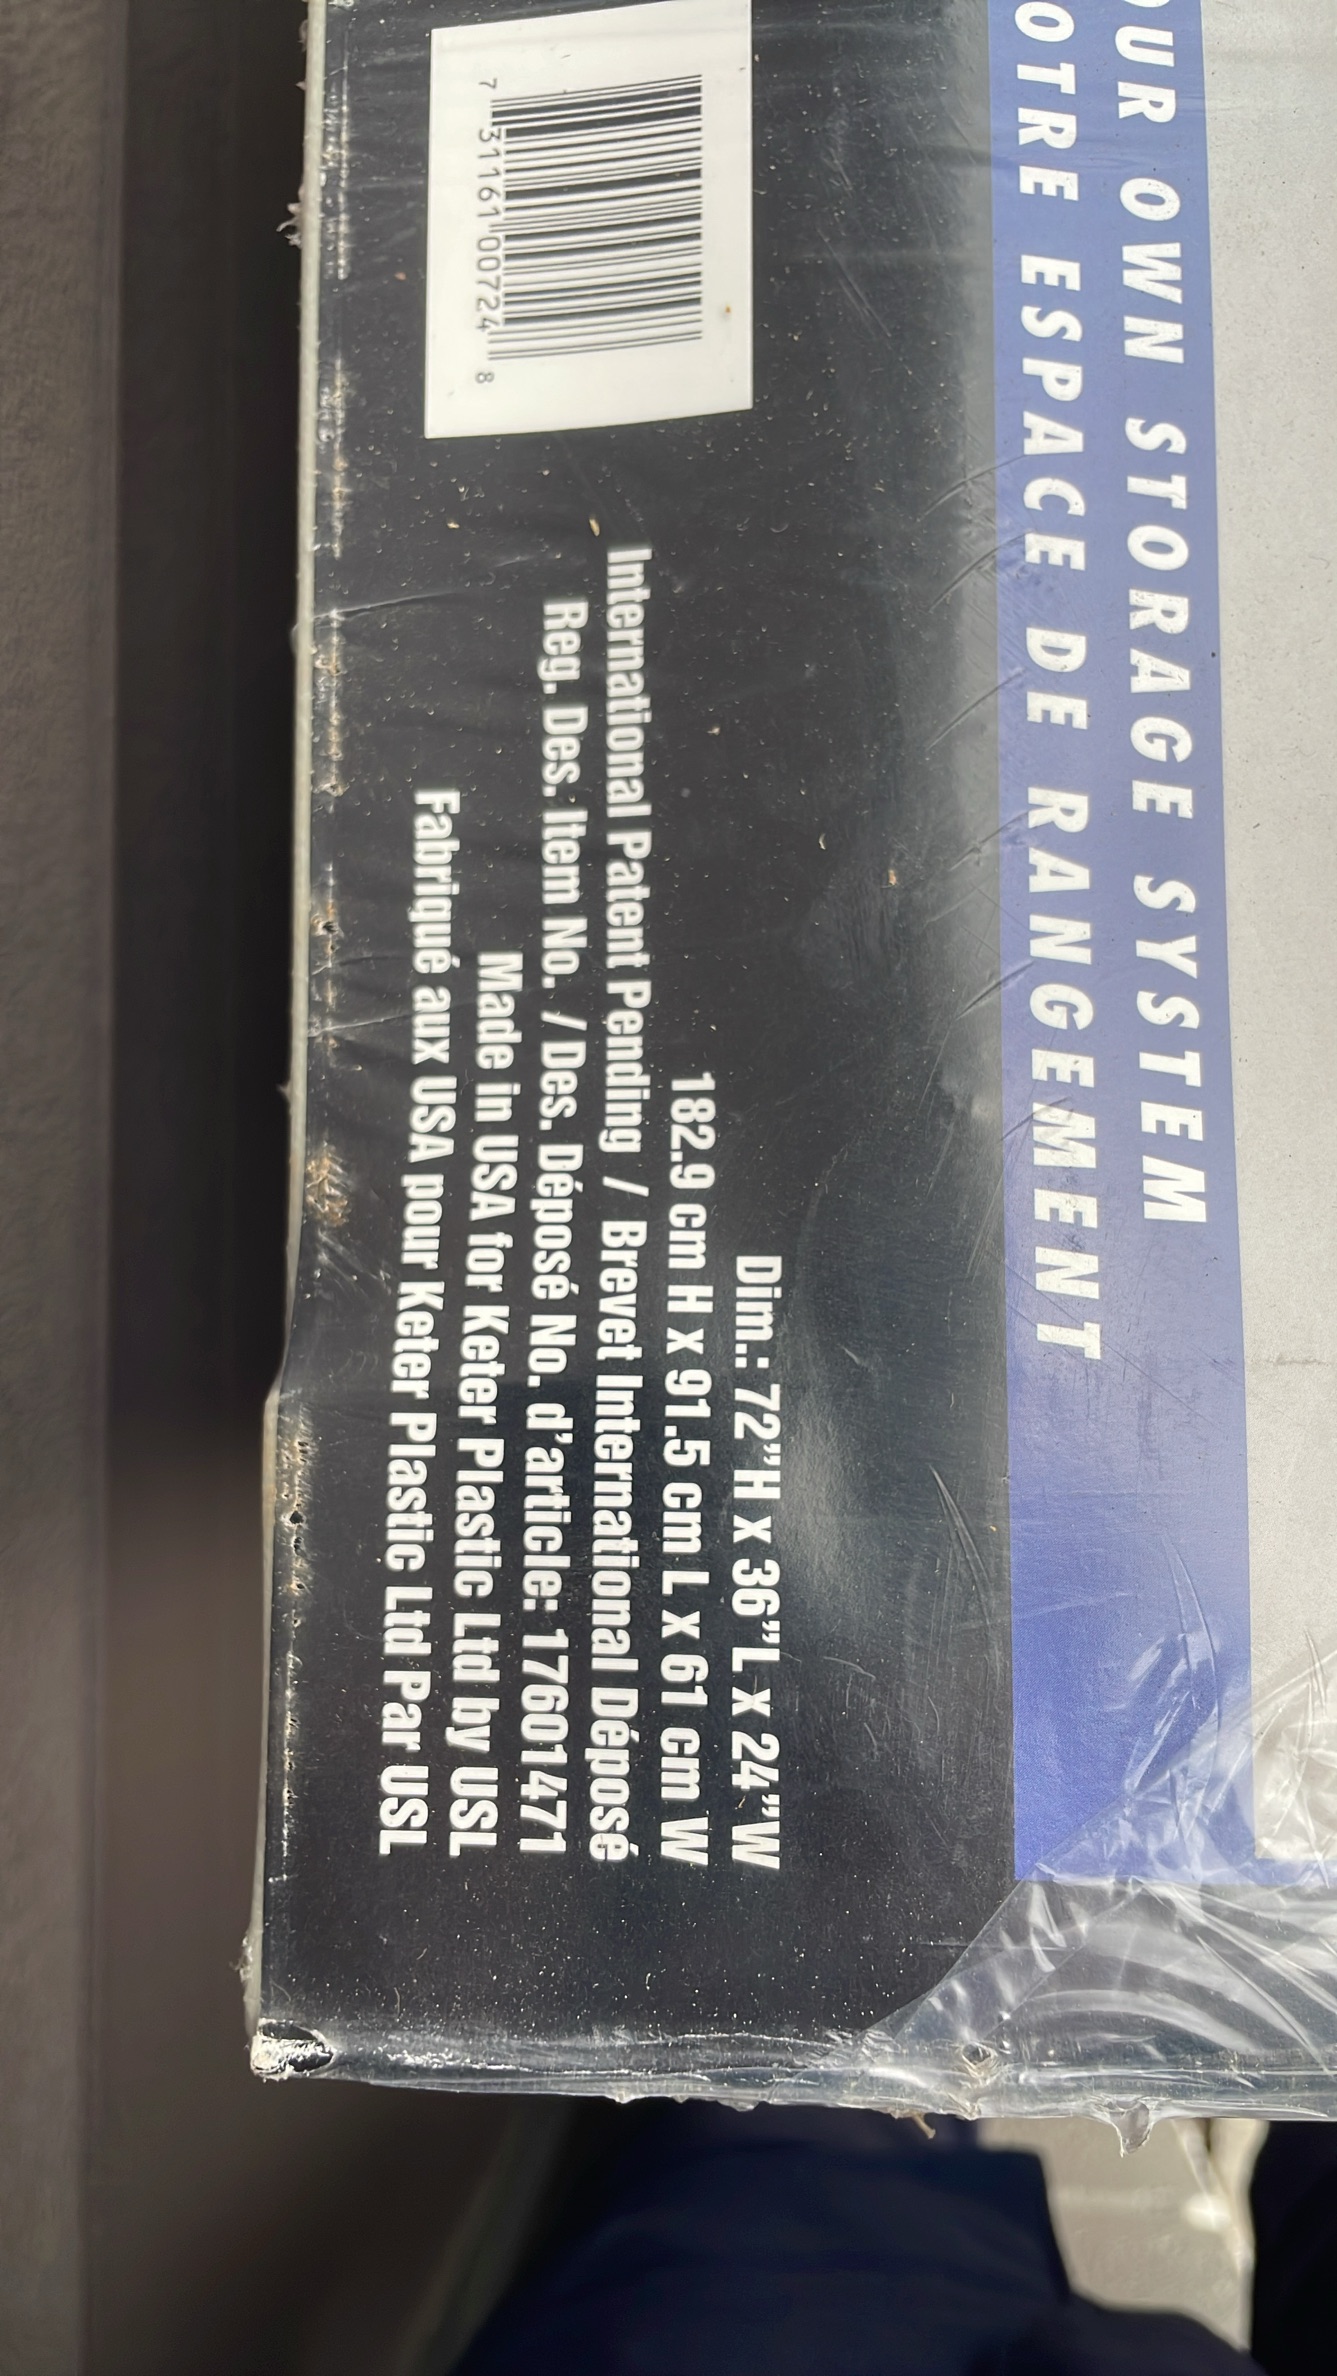 OUR OWN STORAGE SYSTEM
OTRE ESPACE DE RANGEMENT
Dim.: 72”H x 36”L x 24”W
182.9 cm H x 91.5 cm L x 61 cm W
International Patent Pending / Brevet International Déposé
Reg. Des. Item No. / Des. Déposé No. d’article: 17601471
Made in USA for Keter Plastic Ltd by USL
Fabriqué aux USA pour Keter Plastic Ltd Par USL
7 31161 00724 8